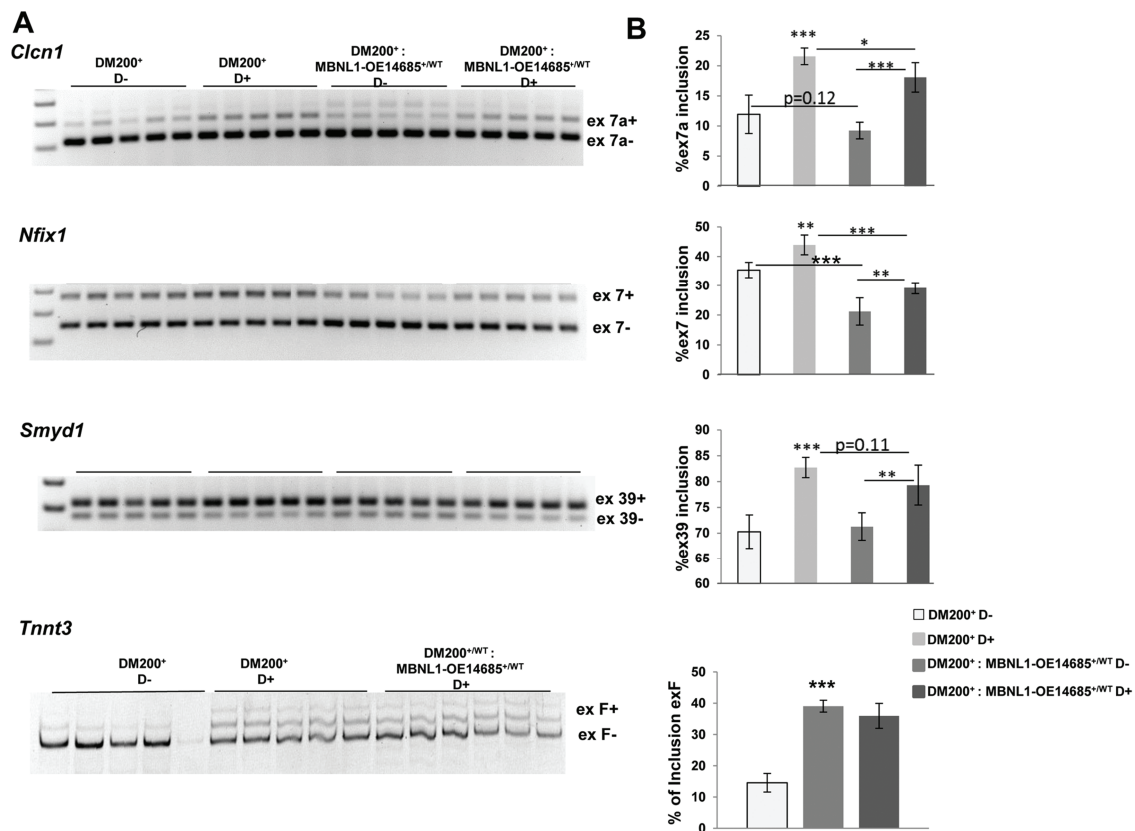 A
Clcn1
DM200+
D-
DM200+
D+
DM200+ :
MBNL1-OE14685+/WT
D-
DM200+ :
MBNL1-OE14685+/WT
D+
ex 7a+
ex 7a-
Nfix1
ex 7+
ex 7-
Smyd1
ex 39+
ex 39-
Tnnt3
DM200+
D-
DM200+
D+
DM200+/WT :
MBNL1-OE14685+/WT
D+
ex F+
ex F-
B
%ex7a inclusion
25
20
15
10
5
0
***
*
***
p=0.12
%ex7 inclusion
50
40
30
20
10
0
**
***
***
**
%ex39 inclusion
90
85
80
75
70
65
60
***
p=0.11
**
DM200+ D-
DM200+ D+
DM200+ : MBNL1-OE14685+/WT D-
DM200+ : MBNL1-OE14685+/WT D+
% of Inclusion exF
50
40
30
20
10
0
***